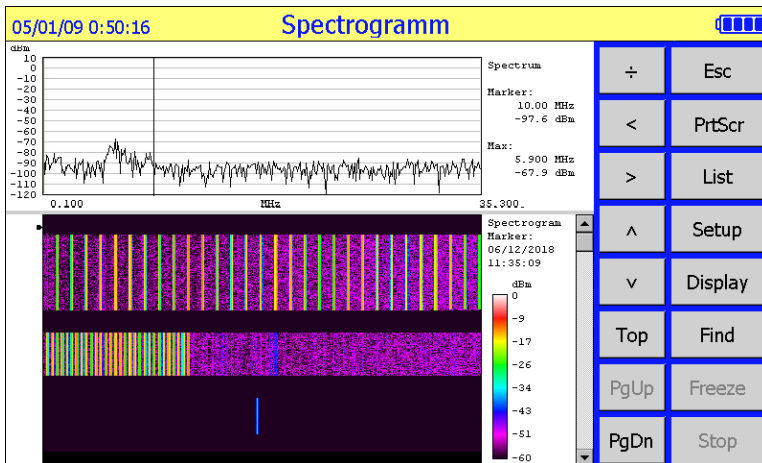 05/01/09 0:50:16 Spectrogramm
dBm
10
0
-10
-20
-30
-40
-50
-60
-70
-80
-90
-100
-110
-120
0.100 MHz 35.300
Spectrum
Marker:
10.00 MHz
-97.6 dBm
Max:
5.900 MHz
-67.9 dBm
Spectrogram
Marker:
06/12/2018
11:35:09
dBm
0
-9
-17
-26
-34
-43
-51
-60
÷ Esc
< PrtScr
> List
^ Setup
v Display
Top Find
PgUp Freeze
PgDn Stop